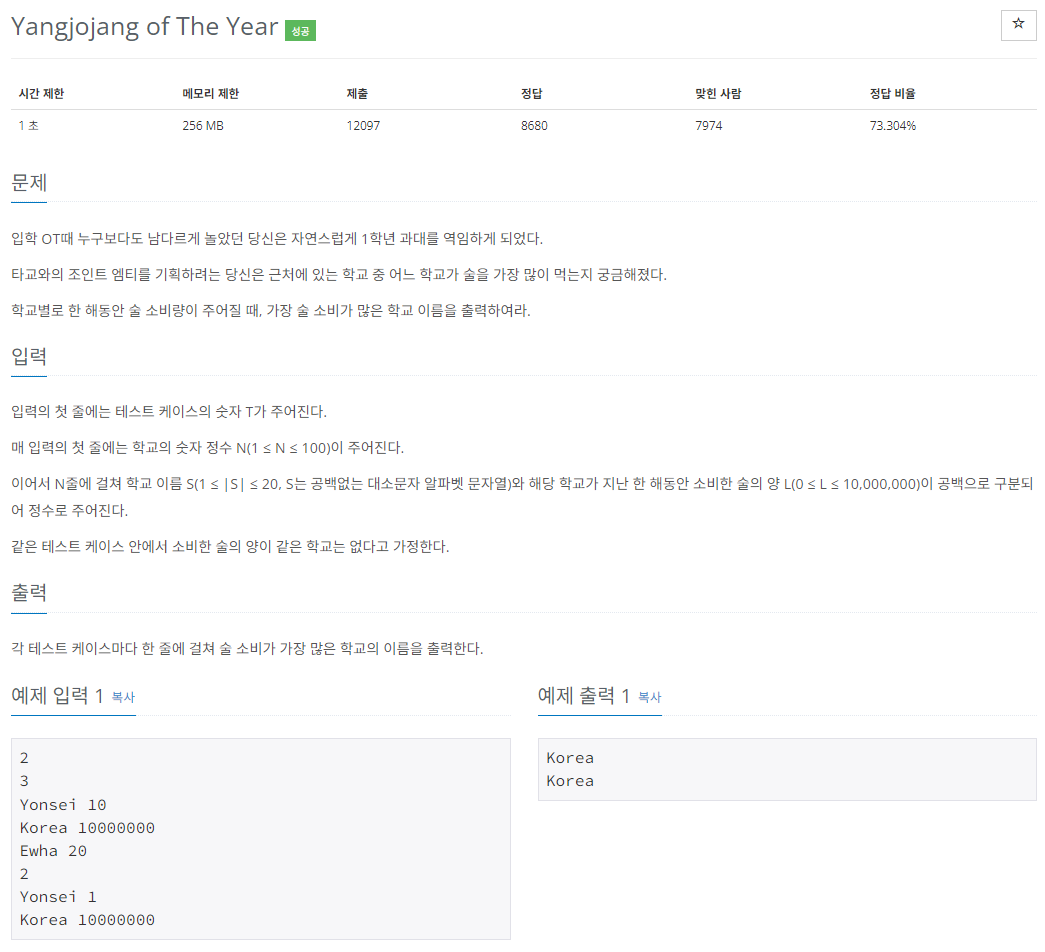 Yangjojang of The Year 성공
☆
시간 제한 메모리 제한 제출 정답 맞힌 사람 정답 비율
1 초 256 MB 12097 8680 7974 73.304%
문제
입학 OT때 누구보다도 남다르게 놀았던 당신은 자연스럽게 1학년 과대를 역임하게 되었다.
타교와의 조인트 엠티를 기획하려는 당신은 근처에 있는 학교 중 어느 학교가 술을 가장 많이 먹는지 궁금해졌다.
학교별로 한 해동안 술 소비량이 주어질 때, 가장 술 소비가 많은 학교 이름을 출력하여라.
입력
입력의 첫 줄에는 테스트 케이스의 숫자 T가 주어진다.
매 입력의 첫 줄에는 학교의 숫자 정수 N(1 ≤ N ≤ 100)이 주어진다.
이어서 N줄에 걸쳐 학교 이름 S(1 ≤ |S| ≤ 20, S는 공백없는 대소문자 알파벳 문자열)와 해당 학교가 지난 한 해동안 소비한 술의 양 L(0 ≤ L ≤ 10,000,000)이 공백으로 구분되
어 정수로 주어진다.
같은 테스트 케이스 안에서 소비한 술의 양이 같은 학교는 없다고 가정한다.
출력
각 테스트 케이스마다 한 줄에 걸쳐 술 소비가 가장 많은 학교의 이름을 출력한다.
예제 입력 1 복사
2
3
Yonsei 10
Korea 10000000
Ewha 20
2
Yonsei 1
Korea 10000000
예제 출력 1 복사
Korea
Korea